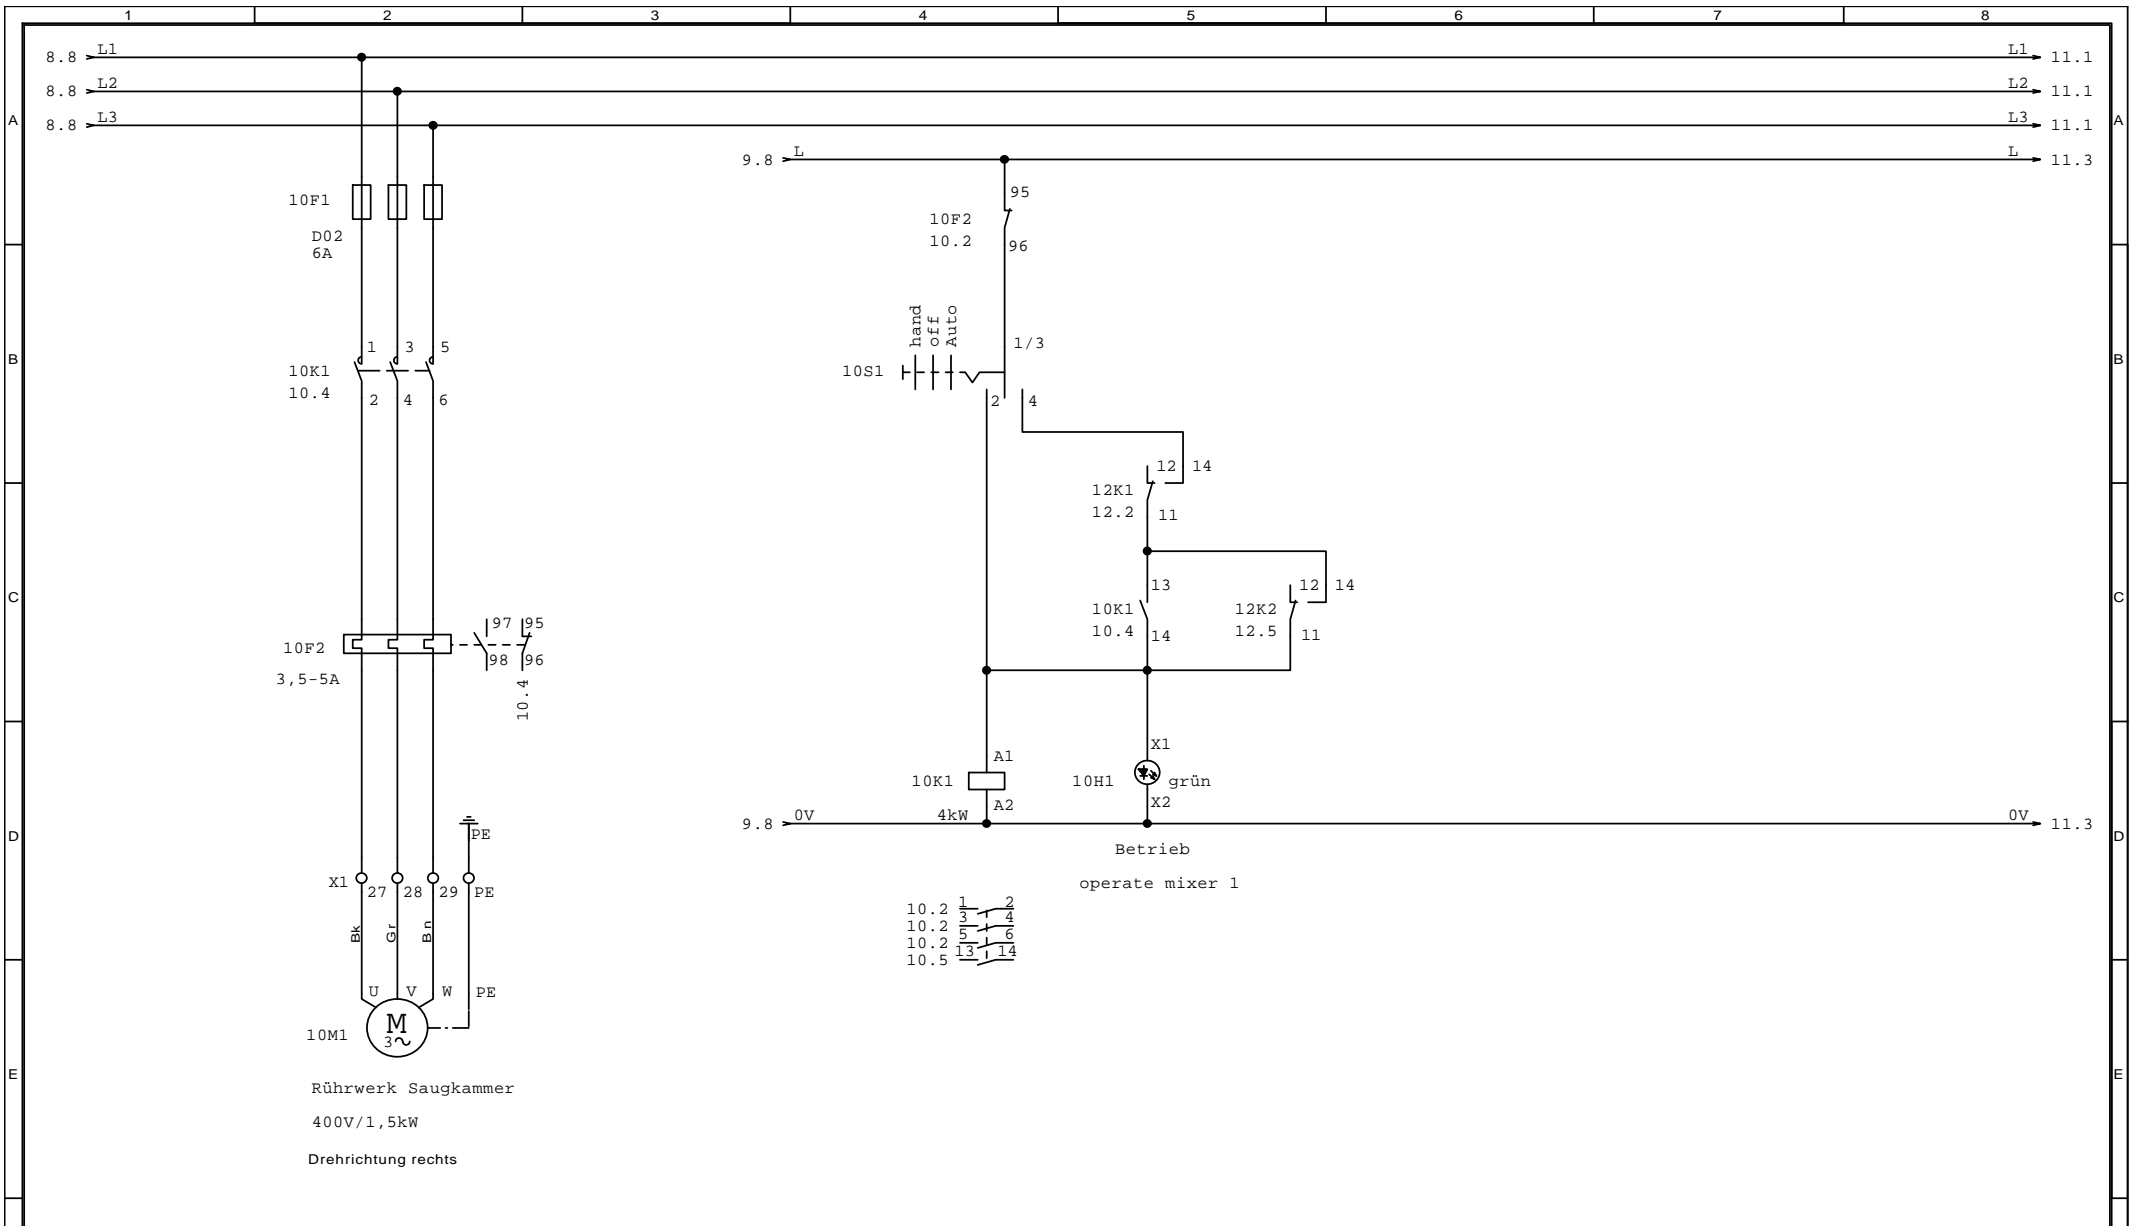 1 2 3 4 5 6 7 8
8.8 L1 L1 11.1
8.8 L2 L2 11.1
A 8.8 L3 L3 11.1 A
9.8 L L 11.3
95
10F1
10F2
D02
10.2 96
6A
hand
off
Auto
1 3 5 1/3
B B
10K1 10S1
10.4
2 4 6 2 4
12 14
12K1
12.2 11
13 12 14
C C
10K1 12K2
10.4 14 12.5 11
97 95
10F2
98 96
3,5-5A
10.4
X1
A1
10K1 10H1 grün
A2 X2
9.8 0V 4kW 0V 11.3
D PE D
Betrieb
X1 27 28 29 PE
operate mixer 1
10.2 1 2
10.2 3 4
10.2 5 6
10.5 13 14
Bk Gr Bn
U V W PE
M
3~
10M1
E E
Rührwerk Saugkammer
400V/1,5kW
Drehrichtung rechts